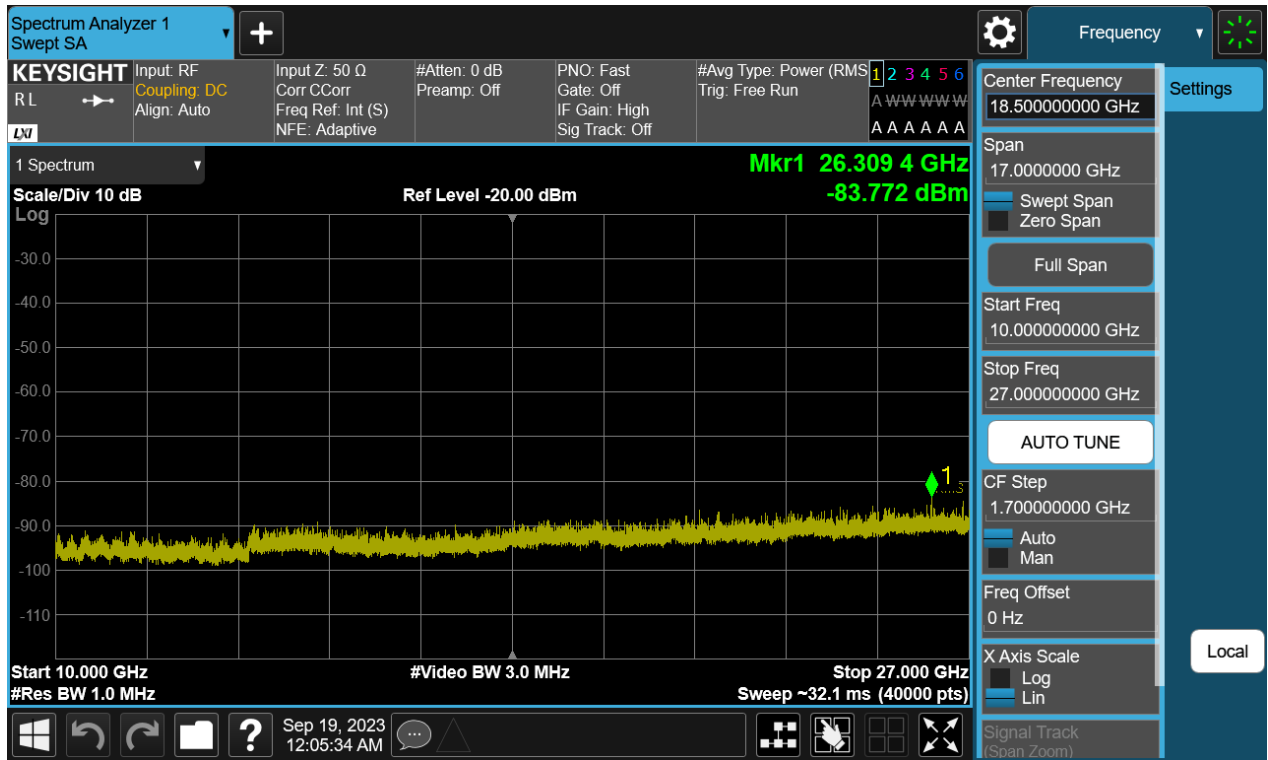 Spectrum Analyzer 1
Swept SA
Frequency
KEYSIGHT
R L
LXI
Input: RF
Coupling: DC
Align: Auto
Input Z: 50 Ω
Corr CCorr
Freq Ref: Int (S)
NFE: Adaptive
#Atten: 0 dB
Preamp: Off
PNO: Fast
Gate: Off
IF Gain: High
Sig Track: Off
#Avg Type: Power (RMS
Trig: Free Run
1 2 3 4 5 6
A W W W W W
A A A A A A
1 Spectrum
Mkr1 26.309 4 GHz
-83.772 dBm
Scale/Div 10 dB
Ref Level -20.00 dBm
Log
-30.0
-40.0
-50.0
-60.0
-70.0
-80.0
-90.0
-100
-110
1
Start 10.000 GHz
#Video BW 3.0 MHz
Stop 27.000 GHz
#Res BW 1.0 MHz
Sweep ~32.1 ms (40000 pts)
?
Sep 19, 2023
12:05:34 AM
Center Frequency
18.500000000 GHz
Span
17.0000000 GHz
Swept Span
Zero Span
Full Span
Start Freq
10.000000000 GHz
Stop Freq
27.000000000 GHz
AUTO TUNE
CF Step
1.700000000 GHz
Auto
Man
Freq Offset
0 Hz
X Axis Scale
Log
Lin
Signal Track
(Span Zoom)
Settings
Local